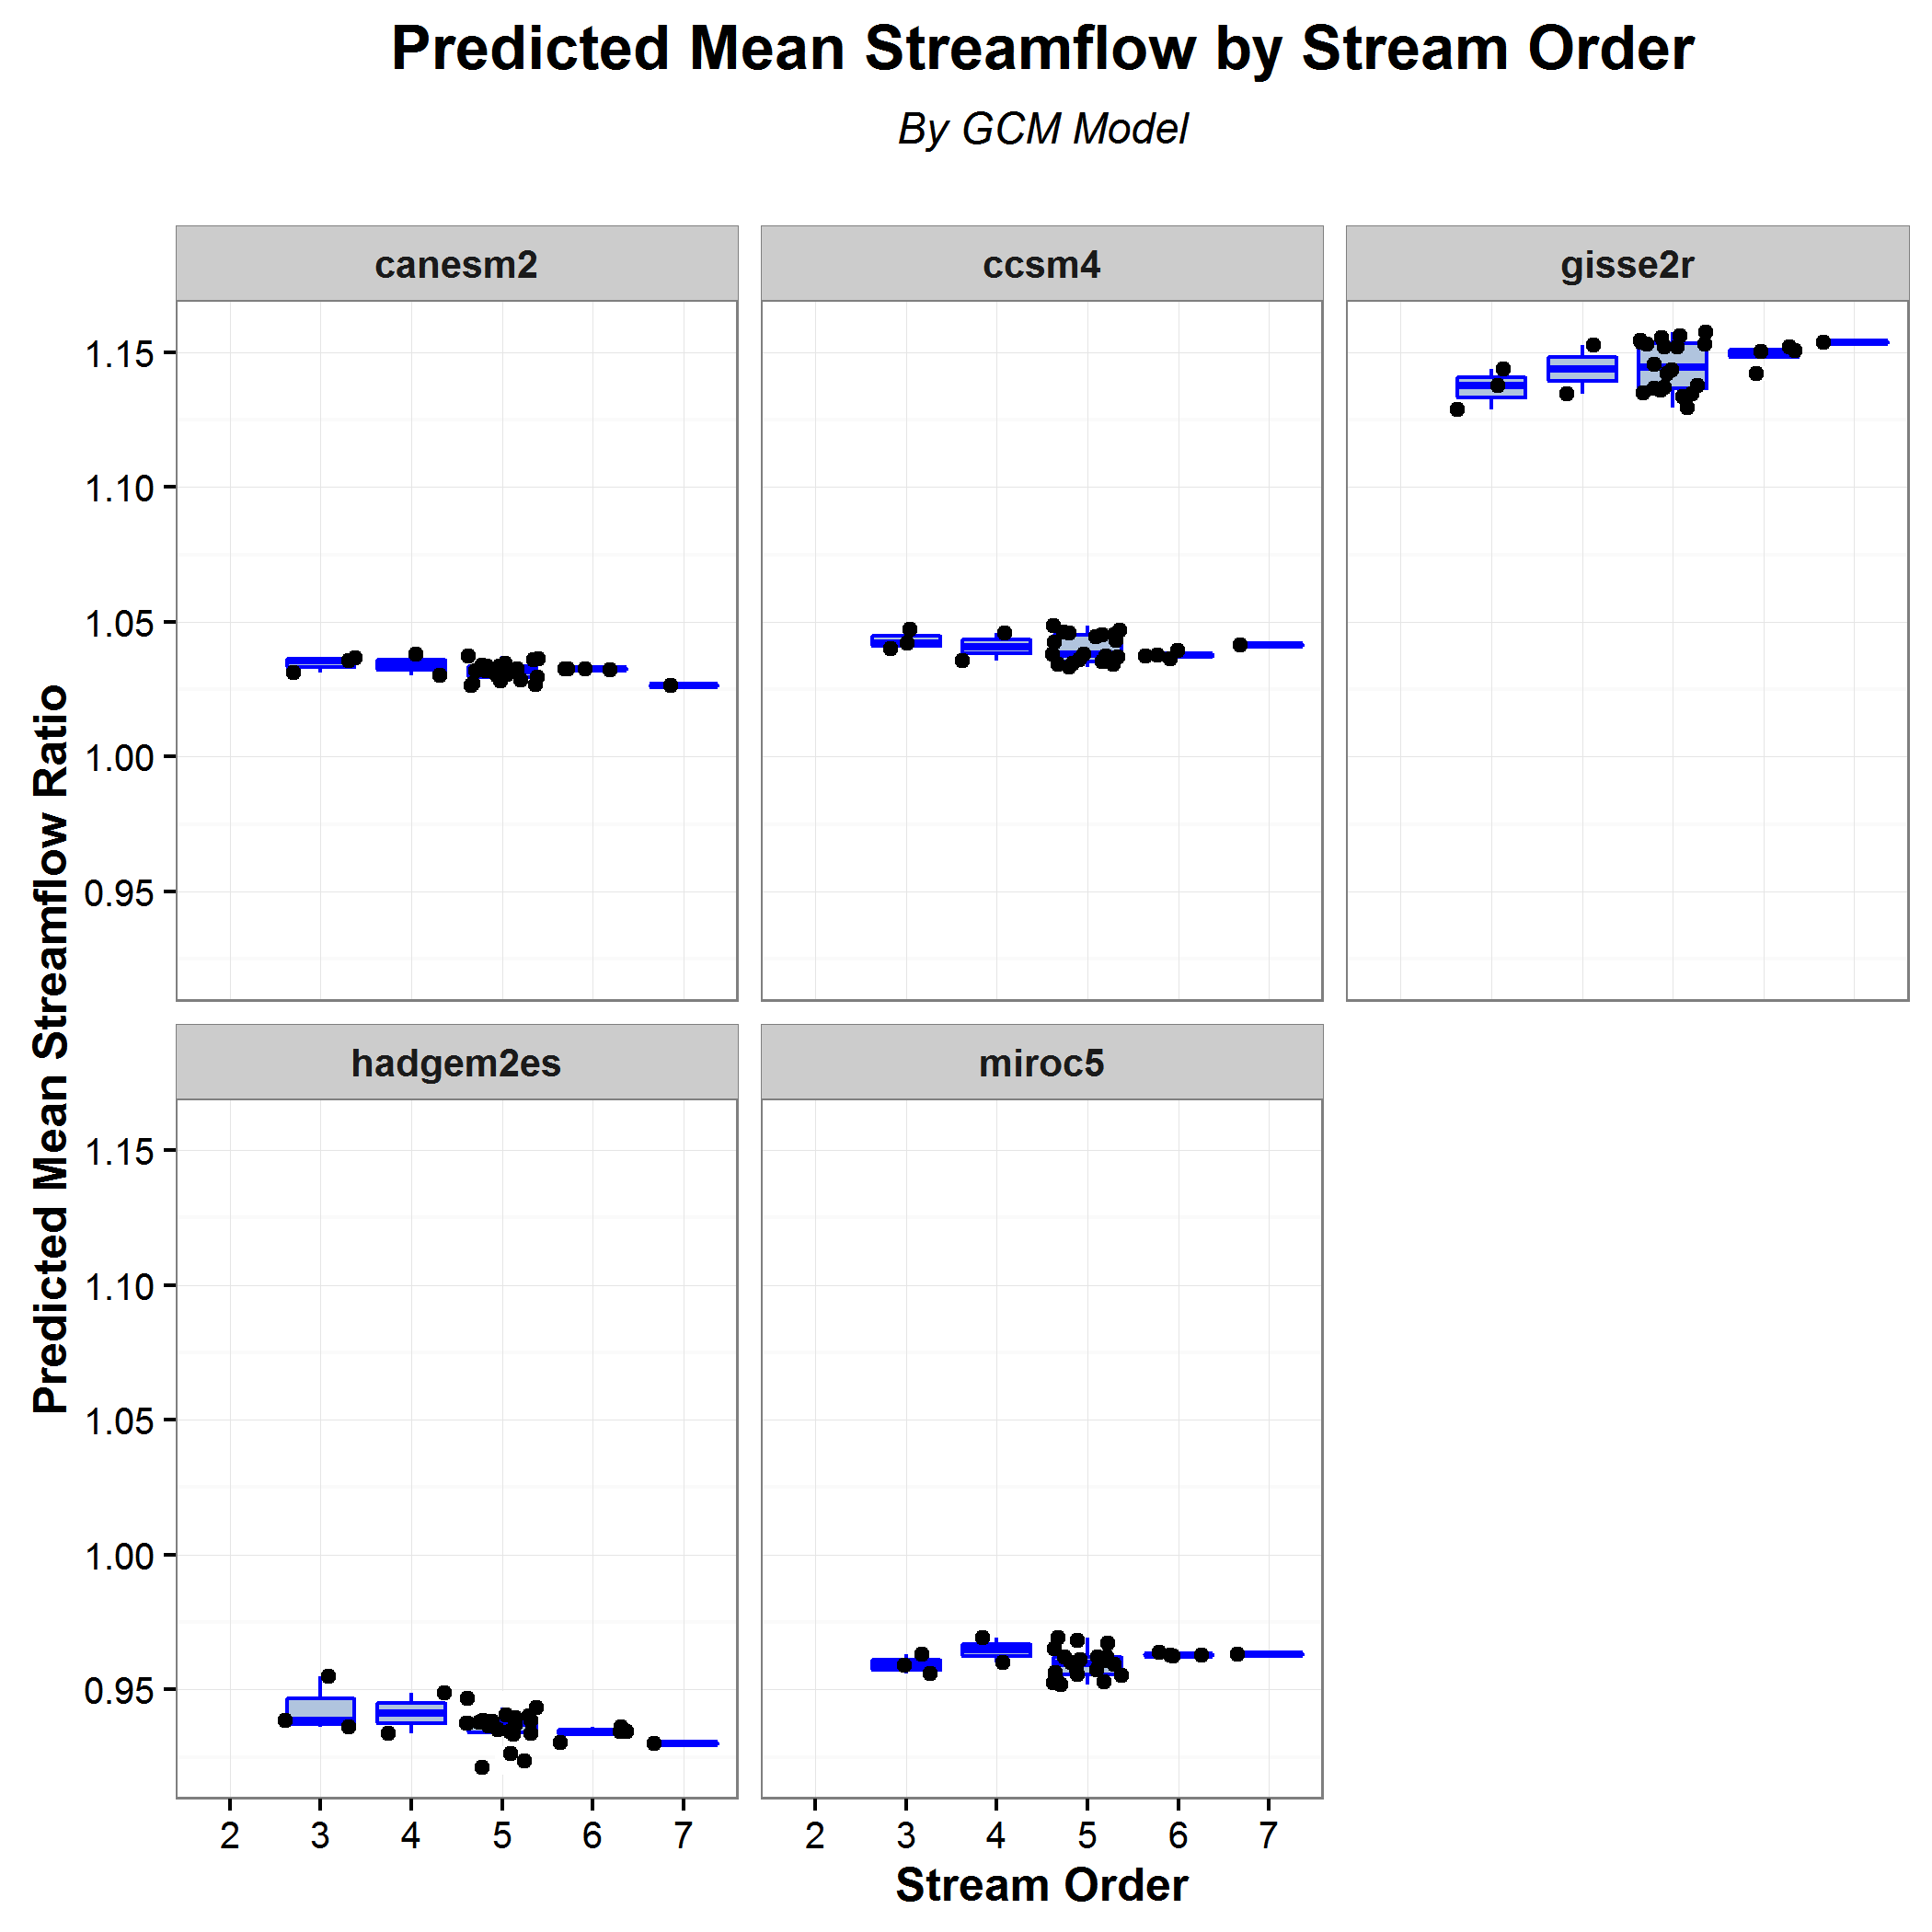 Predicted Mean Streamflow by Stream Order
By GCM Model
canesm2
ccsm4
gisse2r
1.15
1.10
1.05
1.00
0.95
Predicted Mean Streamflow Ratio
hadgem2es
miroc5
1.15
1.10
1.05
1.00
0.95
2 3 4 5 6 7
2 3 4 5 6 7
Stream Order